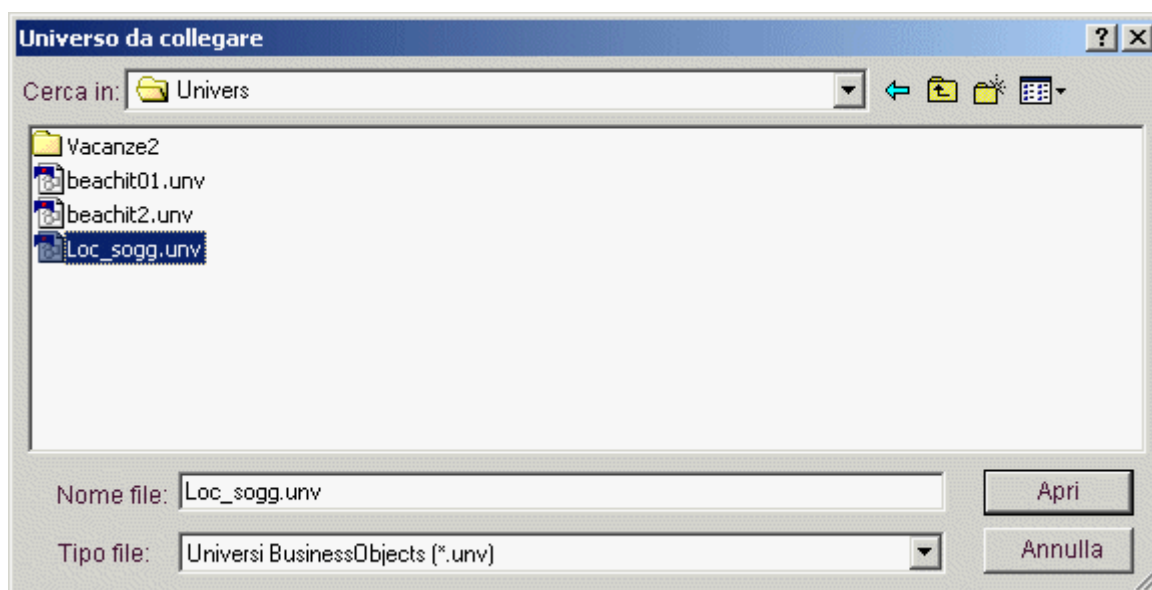 Universo da collegare
Cerca in: Univers
Vacanze2
beachit01.unv
beachit2.unv
Loc_sogg.unv
Nome file: Loc_sogg.unv Apri
Tipo file: Universi BusinessObjects (*.unv) Annulla